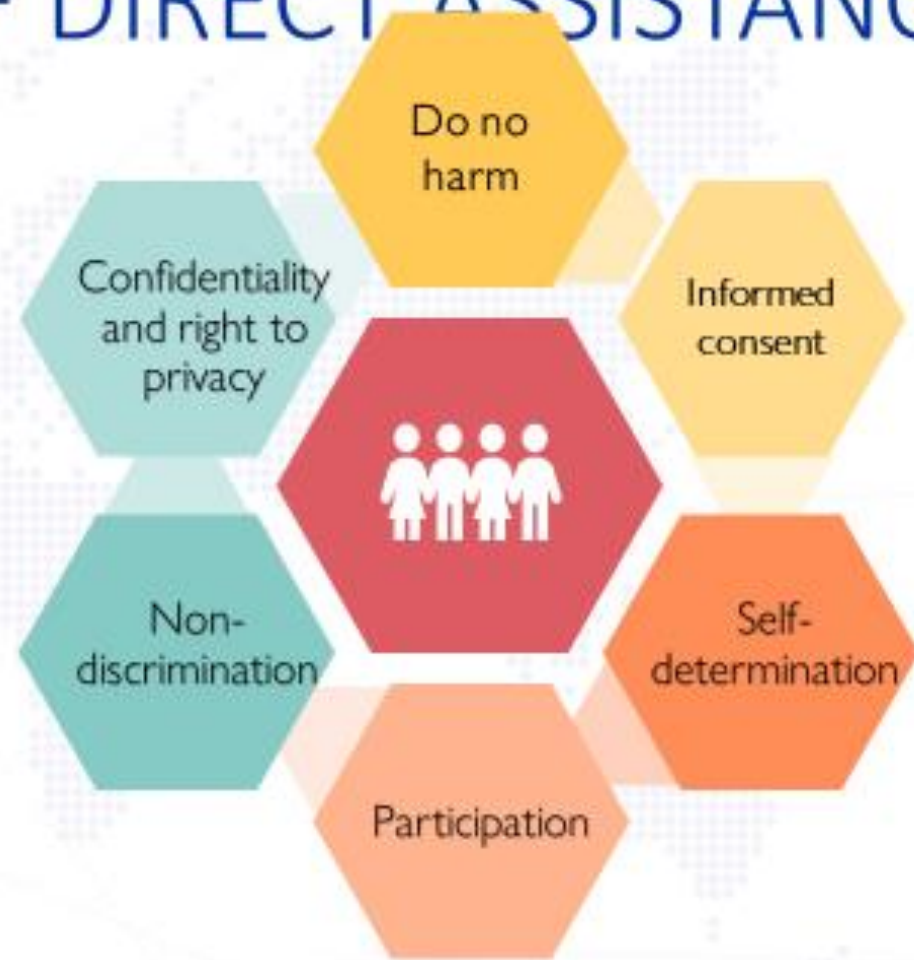 DIRECT ASSISTANC
Do no
harm
Informed
consent
Self-
determination
Participation
Non-
discrimination
Confidentiality
and right to
privacy